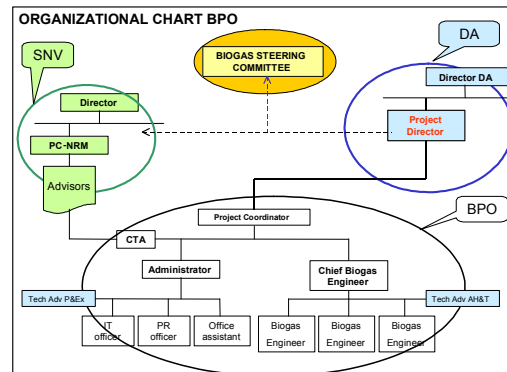 ORGANIZATIONAL CHART BPO
SNV
DA
BIOGAS STEERING
COMMITTEE
Director
Director DA
PC-NRM
Project
Director
Advisors
BPO
Project Coordinator
CTA
Administrator
Chief Biogas
Engineer
Tech Adv P&Ex
Tech Adv AH&T
IT
officer
PR
officer
Office
assistant
Biogas
Engineer
Biogas
Engineer
Biogas
Engineer